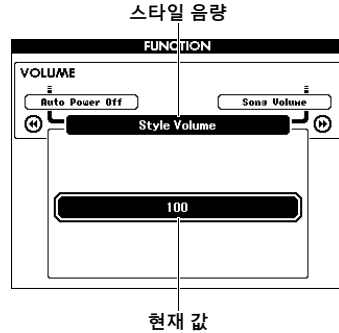 스타일 음량
FUNCTION
VOLUME
Auto Power Off
Song Volume
Style Volume
100
현재 값